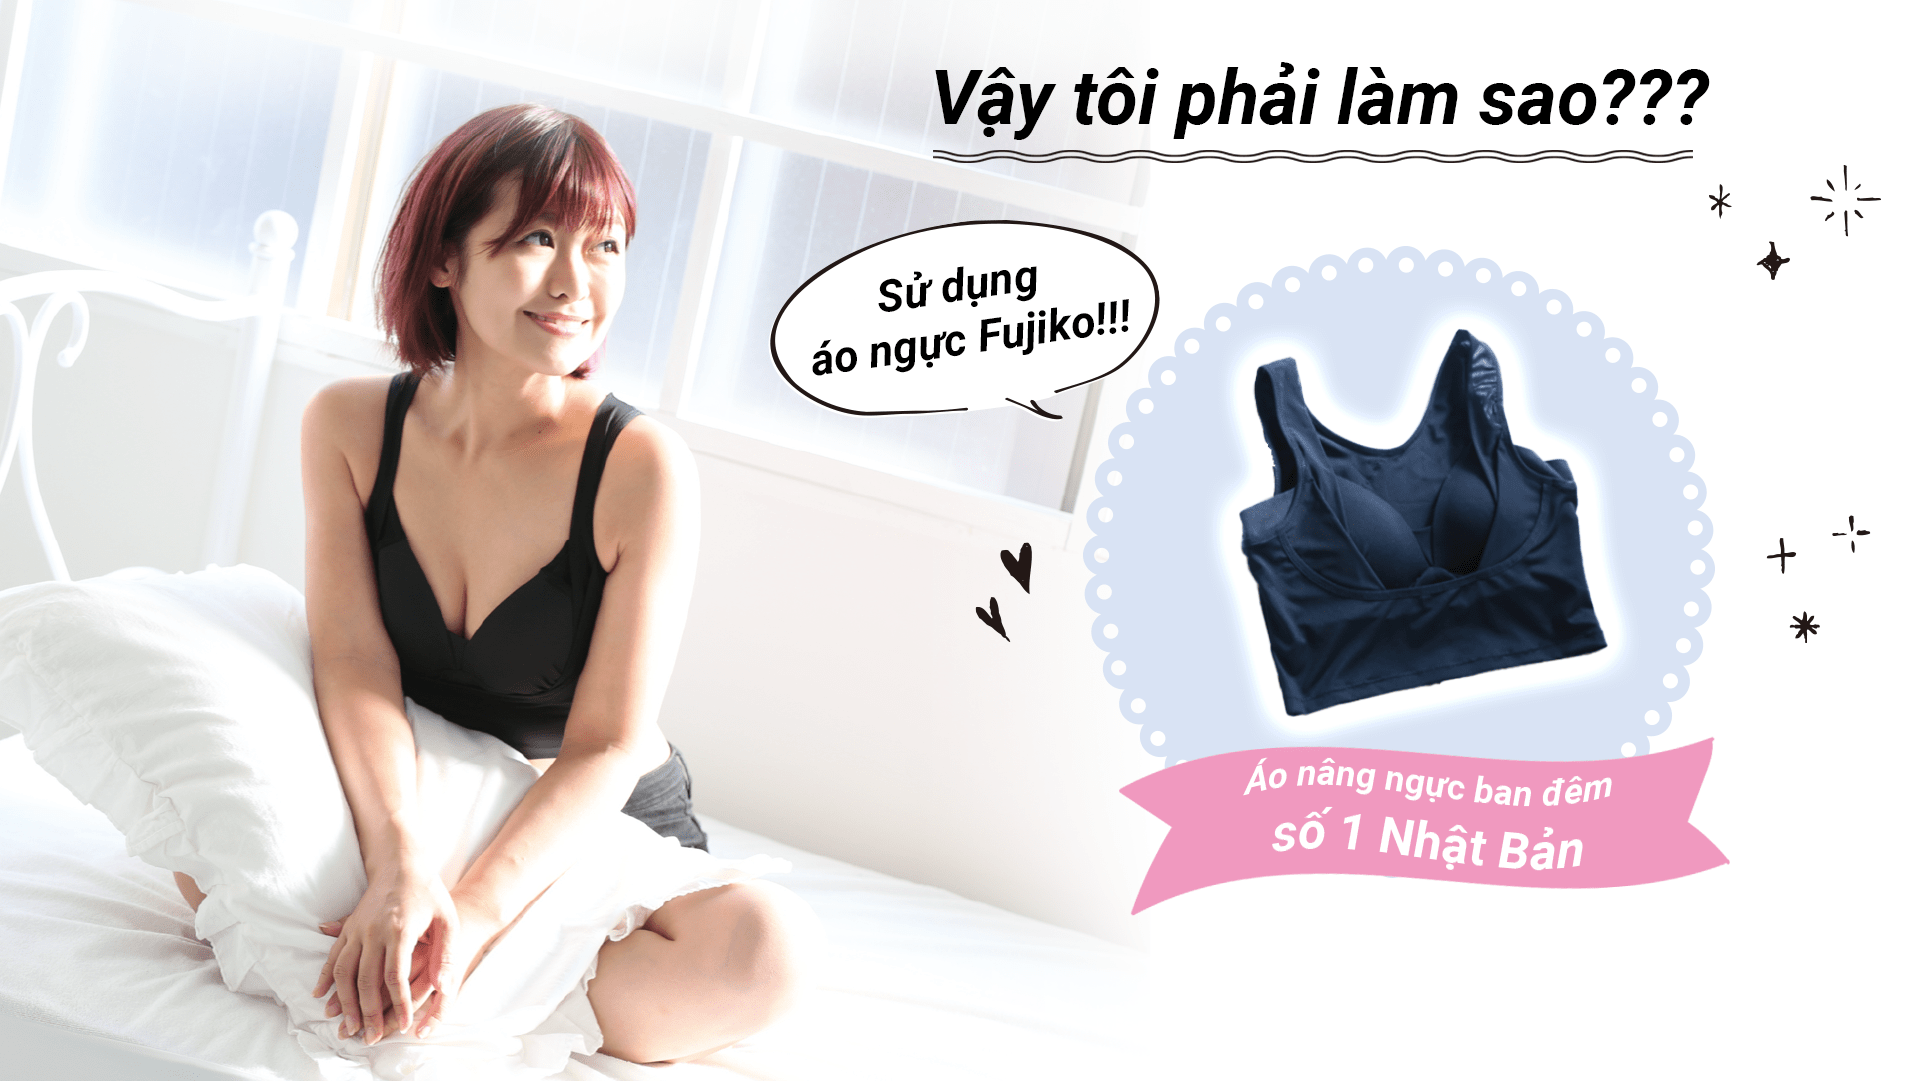 Vậy tôi phải làm sao???
Sử dụng
áo ngực Fujiko!!!
Áo nâng ngực ban đêm
số 1 Nhật Bản